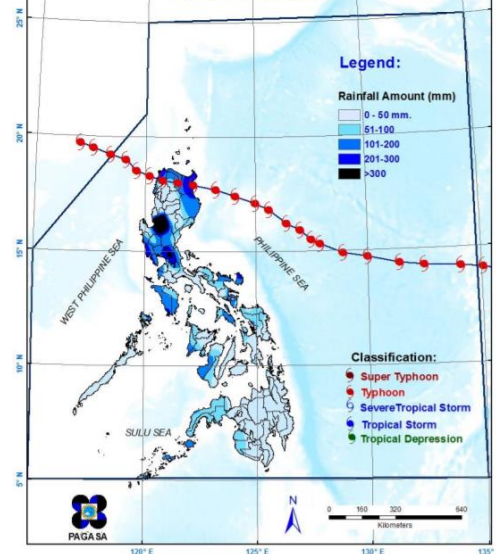 25° N
Legend:
Rainfall Amount (mm)
0 - 50 mm.
51-100
101-200
201-300
>300
20° N
15° N
WEST PHILIPPINE SEA
PHILIPPINE SEA
10° N
Classification:
Super Typhoon
Typhoon
SevereTropical Storm
Tropical Storm
Tropical Depression
SULU SEA
5° N
PAGASA
N
0 160 320 640
Kilometers
120° E 125° E 130° E